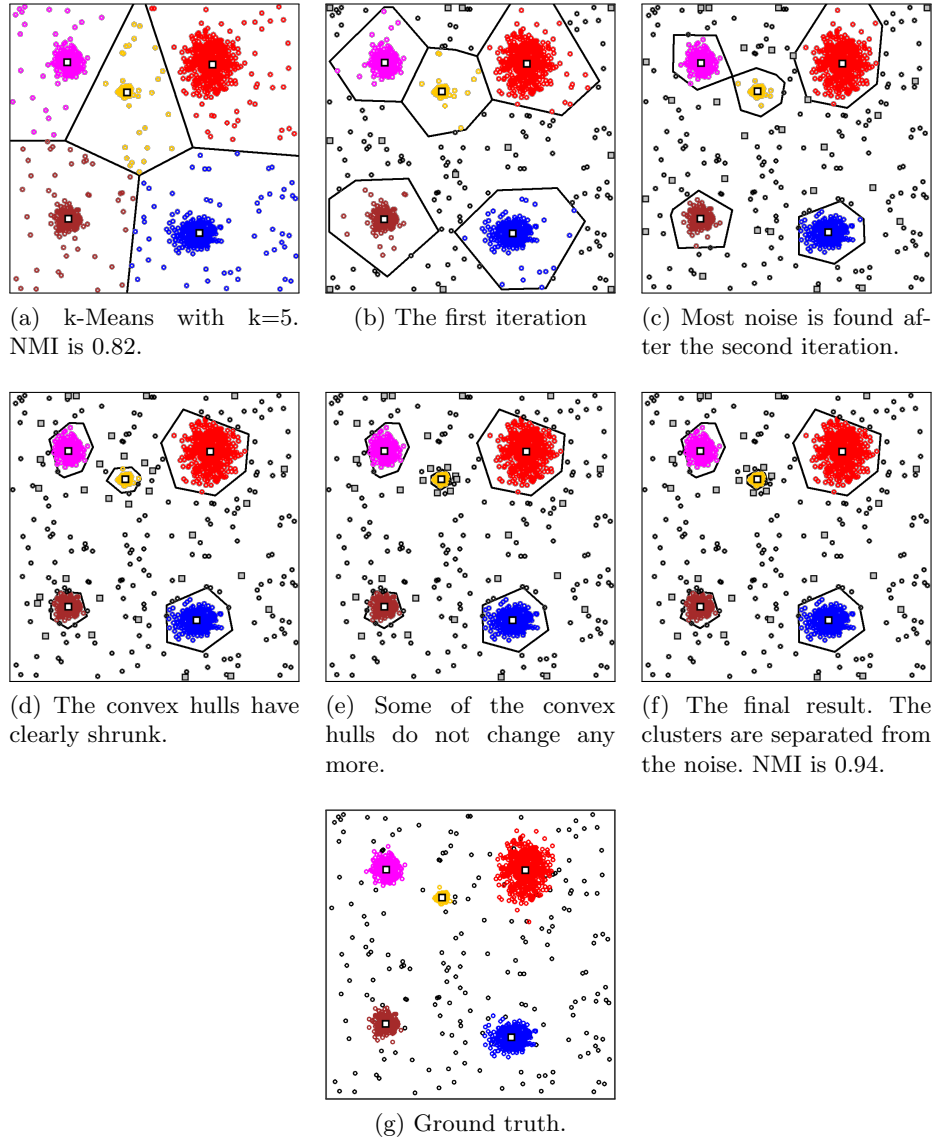 (a) k-Means with k=5.
NMI is 0.82.
(b) The first iteration
(c) Most noise is found af-
ter the second iteration.
(d) The convex hulls have
clearly shrunk.
(e) Some of the convex
hulls do not change any
more.
(f) The final result. The
clusters are separated from
the noise. NMI is 0.94.
(g) Ground truth.